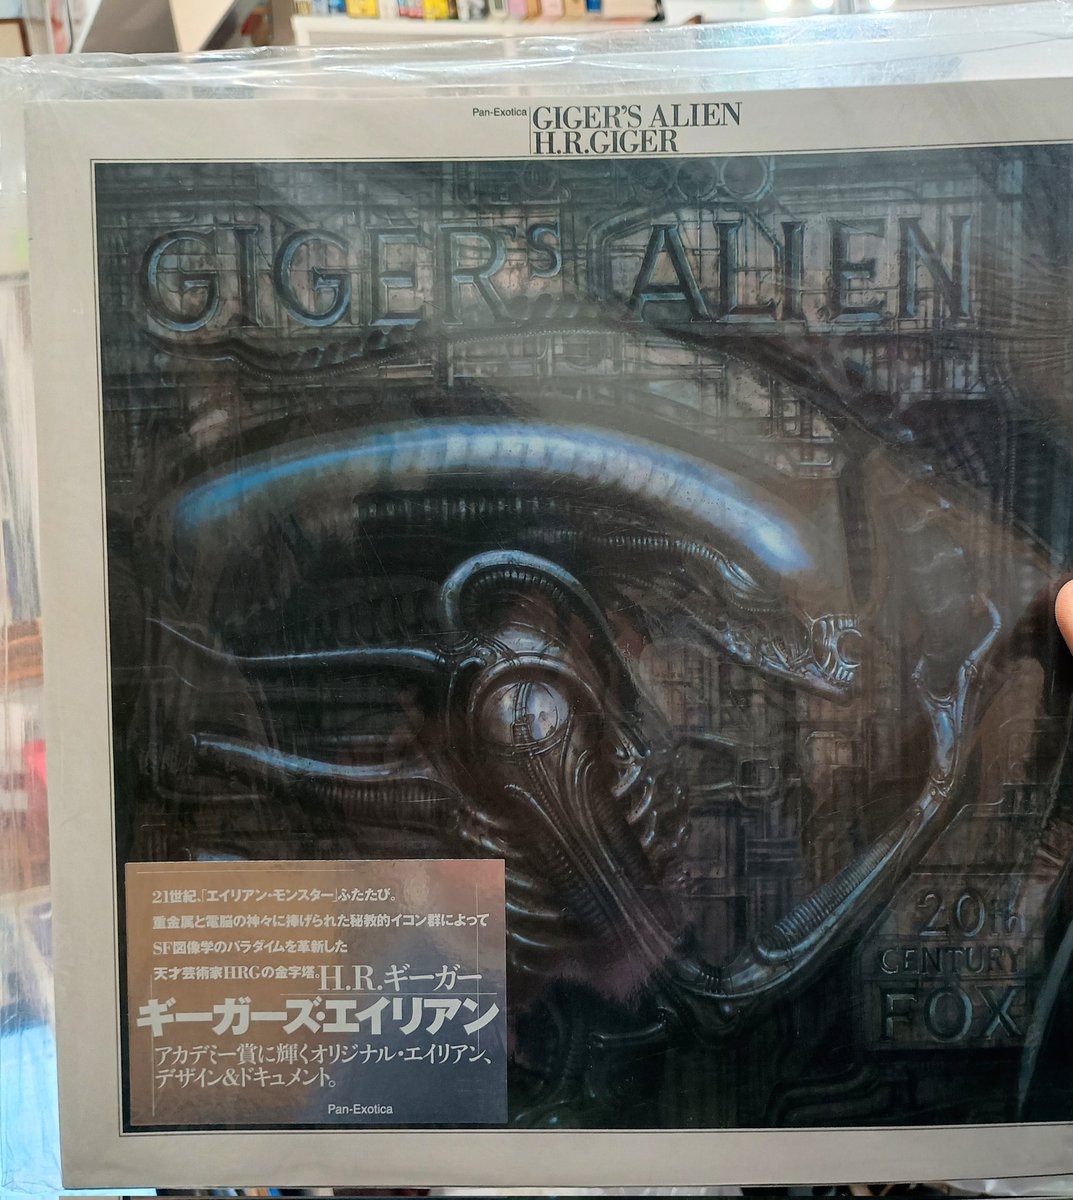 Pan-Exotica
GIGER'S ALIEN
H.R.GIGER
GIGER'S ALIEN
20th
CENTURY
FOX
21世紀、「エイリアン・モンスター」ふたたび。
重金属と電脳の神々に捧げられた秘教的イコン群によって
SF図像学のパラダイムを革新した
天才芸術家HRGの金字塔。H.R.ギーガー
ギーガーズ・エイリアン
アカデミー賞に輝くオリジナル・エイリアン、
デザイン&ドキュメント。
Pan-Exotica